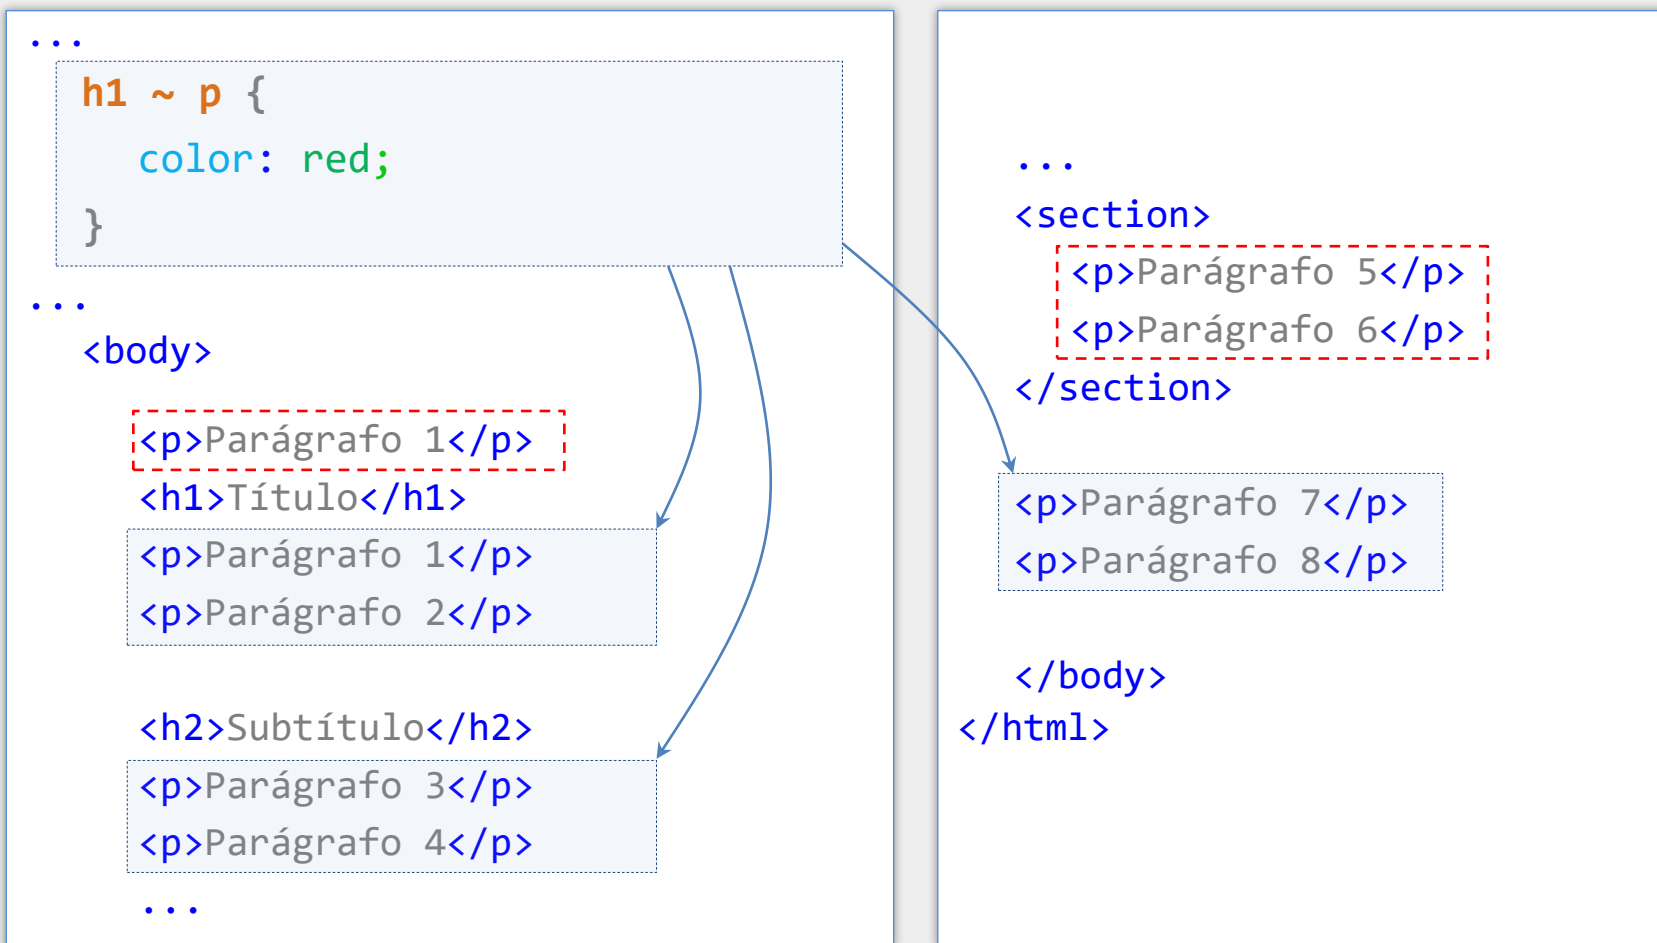 ...
h1 ~ p {
color: red;
}
...
<body>
<p>Parágrafo 1</p>
<h1>Título</h1>
<p>Parágrafo 1</p>
<p>Parágrafo 2</p>
<h2>Subtítulo</h2>
<p>Parágrafo 3</p>
<p>Parágrafo 4</p>
...
...
<section>
<p>Parágrafo 5</p>
<p>Parágrafo 6</p>
</section>
<p>Parágrafo 7</p>
<p>Parágrafo 8</p>
</body>
</html>